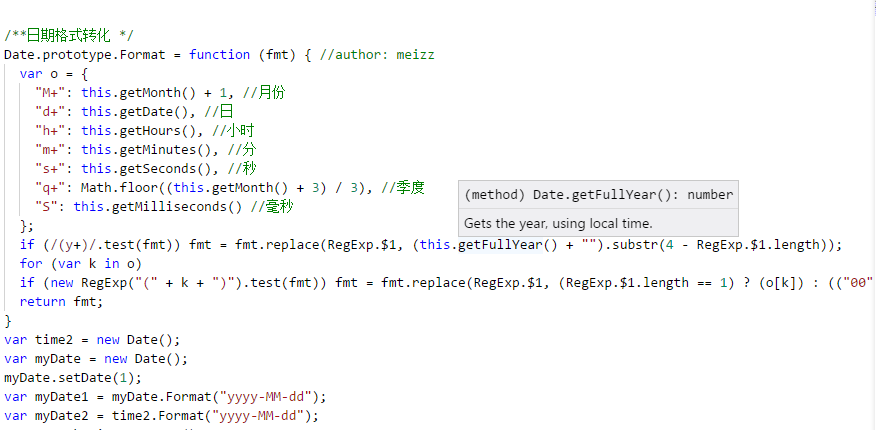 /**日期格式转化 */
Date.prototype.Format = function (fmt) { //author: meizz
var o = {
"M+": this.getMonth() + 1, //月份
"d+": this.getDate(), //日
"h+": this.getHours(), //小时
"m+": this.getMinutes(), //分
"s+": this.getSeconds(), //秒
"q+": Math.floor((this.getMonth() + 3) / 3), //季度
"S": this.getMilliseconds() //毫秒
(method) Date.getFullYear(): number
Gets the year, using local time.
};
if (/(y+)/.test(fmt)) fmt = fmt.replace(RegExp.$1, (this.getFullYear() + "").substr(4 - RegExp.$1.length));
for (var k in o)
if (new RegExp("(" + k + ")").test(fmt)) fmt = fmt.replace(RegExp.$1, (RegExp.$1.length == 1) ? (o[k]) : (("00"
return fmt;
}
var time2 = new Date();
var myDate = new Date();
myDate.setDate(1);
var myDate1 = myDate.Format("yyyy-MM-dd");
var myDate2 = time2.Format("yyyy-MM-dd");